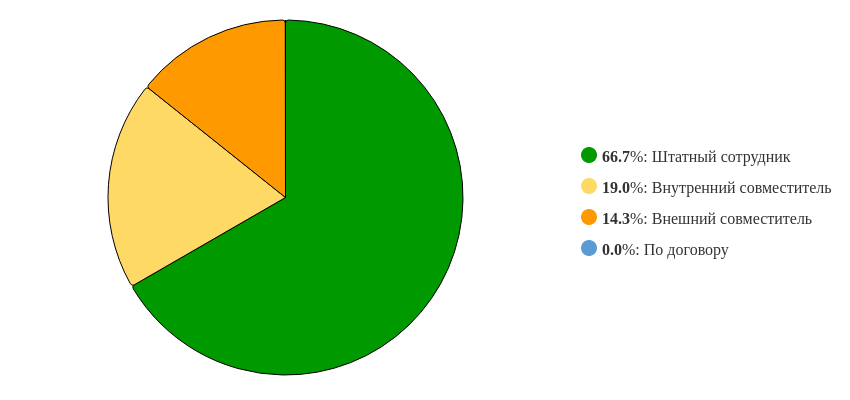 66.7%: Штатный сотрудник
19.0%: Внутренний совместитель
14.3%: Внешний совместитель
0.0%: По договору